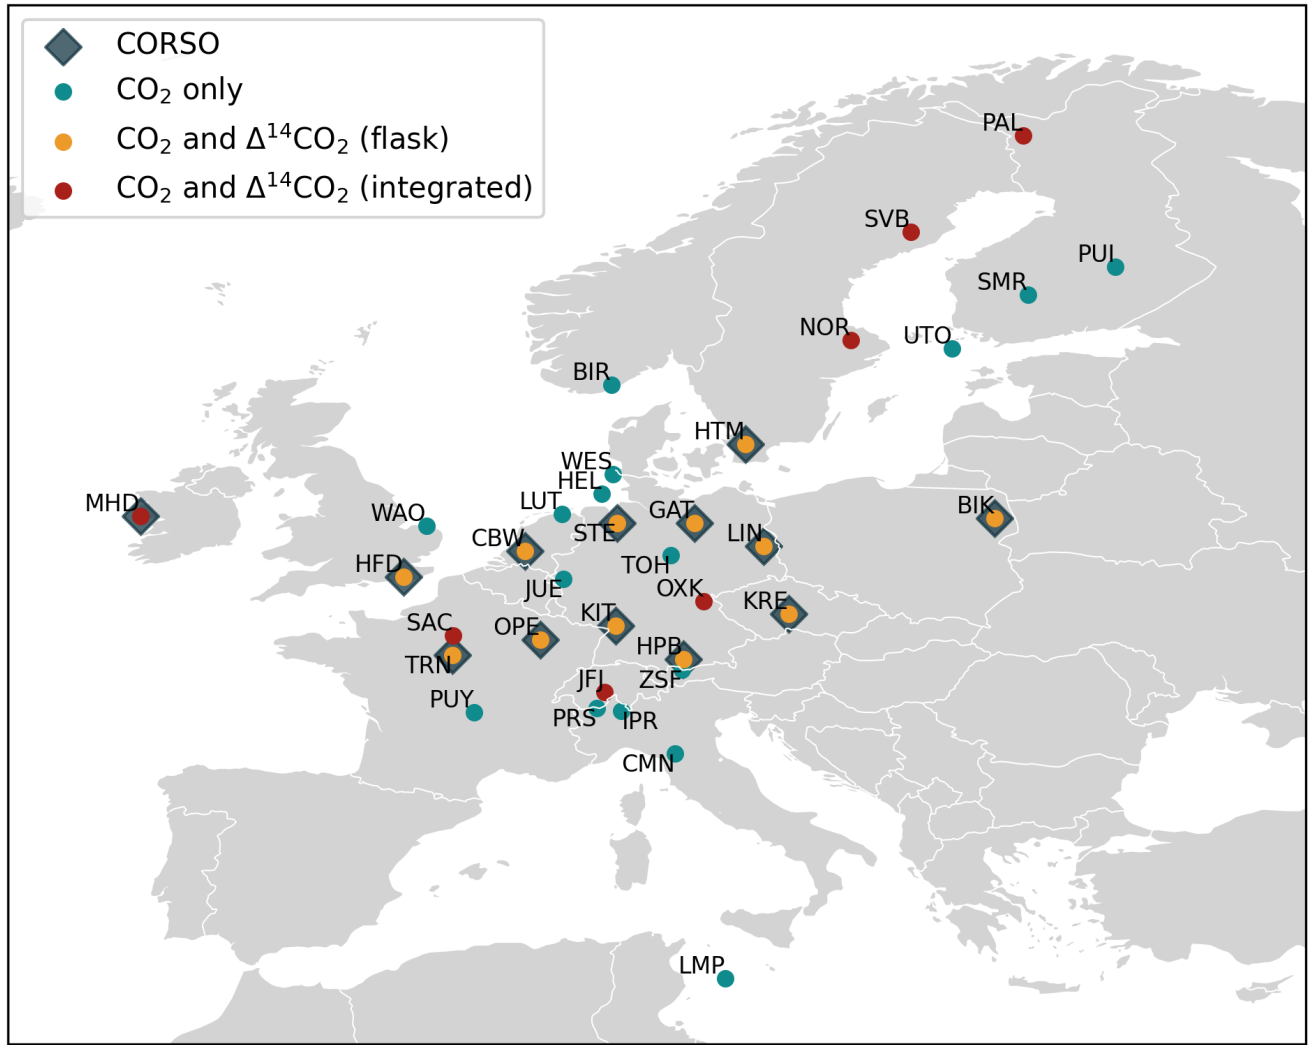 CORSO
CO₂ only
CO₂ and Δ¹⁴CO₂ (flask)
CO₂ and Δ¹⁴CO₂ (integrated)
PAL
SVB
PUI
SMR
NOR
UTO
BIR
HTM
WES
HEL
LUT
MHD
WAO
CBW
STE
GAT
LIN
BIK
HFD
TOH
JUE
OXK
KRE
SAC
OPE
KIT
HPB
TRN
ZSF
JFJ
PUY
PRS
IPR
CMN
LMP